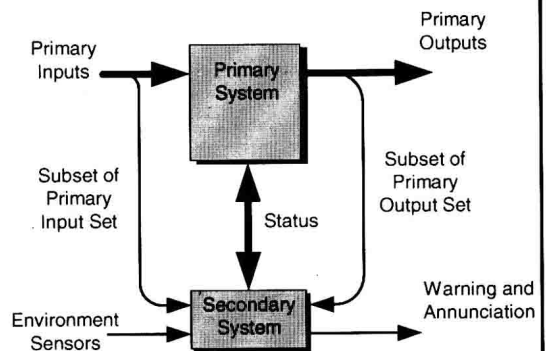 Primary
Inputs
Primary
System
Primary
Outputs
Subset of
Primary
Input Set
Status
Subset of
Primary
Output Set
Environment
Sensors
Secondary
System
Warning and
Annunciation